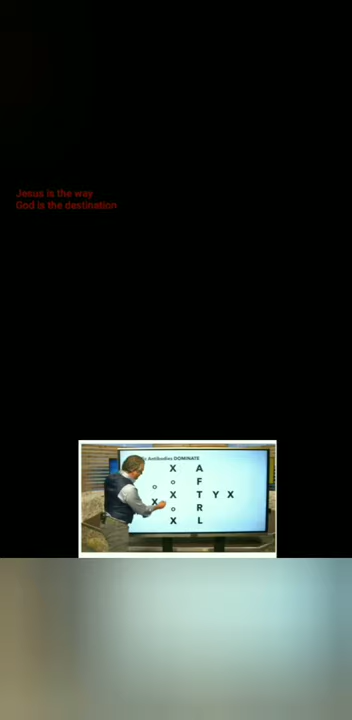 Jesus is the way.
God is the destination
Antibodies DOMINATE
X A
o F
o
X T Y X
X
o R
X L